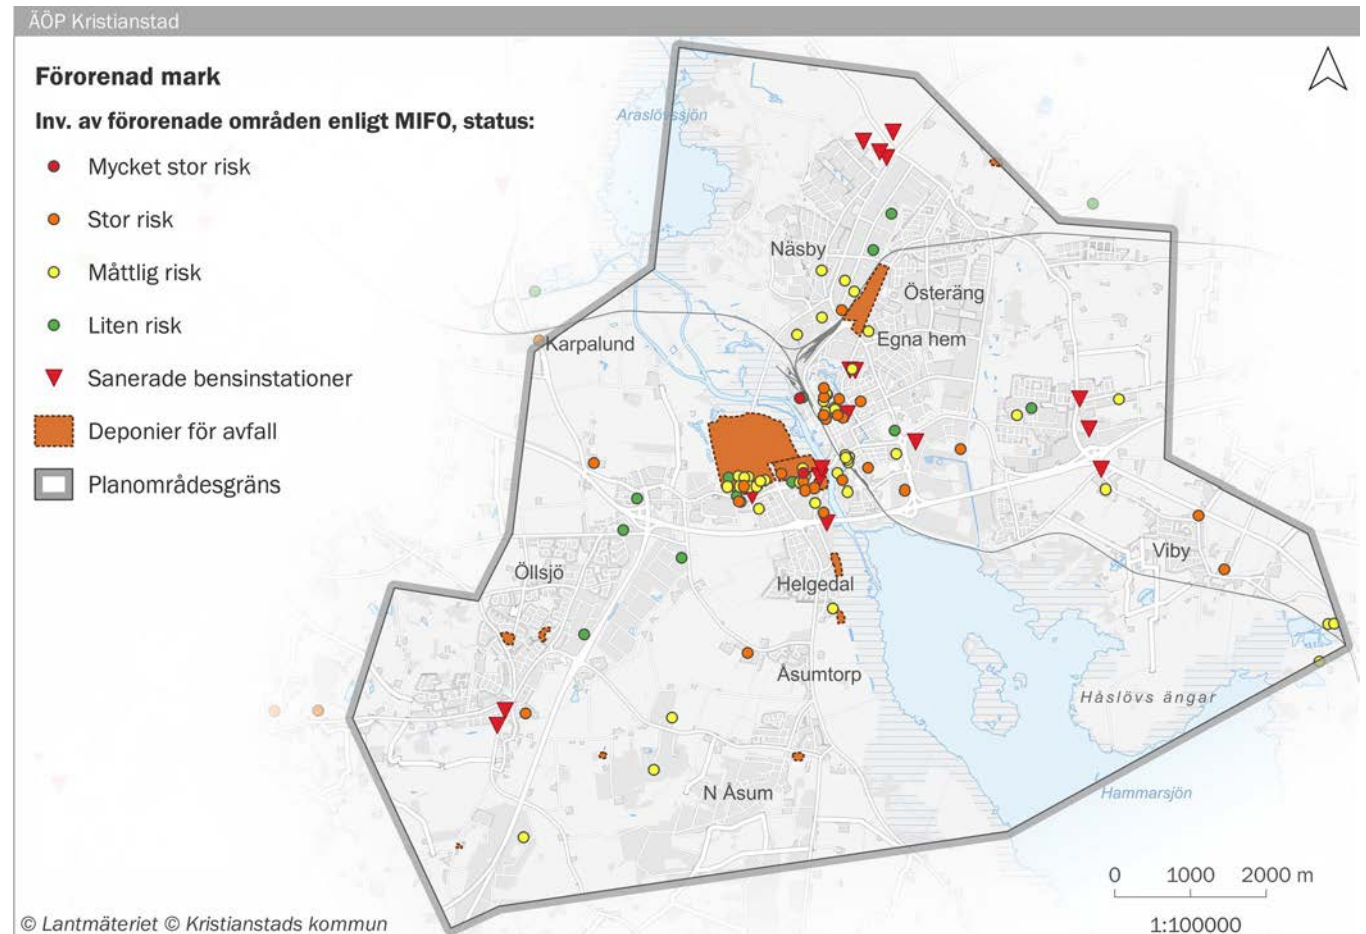 ÄÖP Kristianstad
Förorenad mark
Inv. av förorenade områden enligt MIFO, status:
Mycket stor risk
Stor risk
Måttlig risk
Liten risk
Sanerade bensinstationer
Deponier för avfall
Planområdesgräns
Araslövssjön
Näsby
Österäng
Egna hem
Karpalund
Öllsjö
Viby
Helgedal
Åsumtorp
Håslövs ängar
N Åsum
Hammarsjön
0 1000 2000 m
1:100000
© Lantmäteriet © Kristianstads kommun